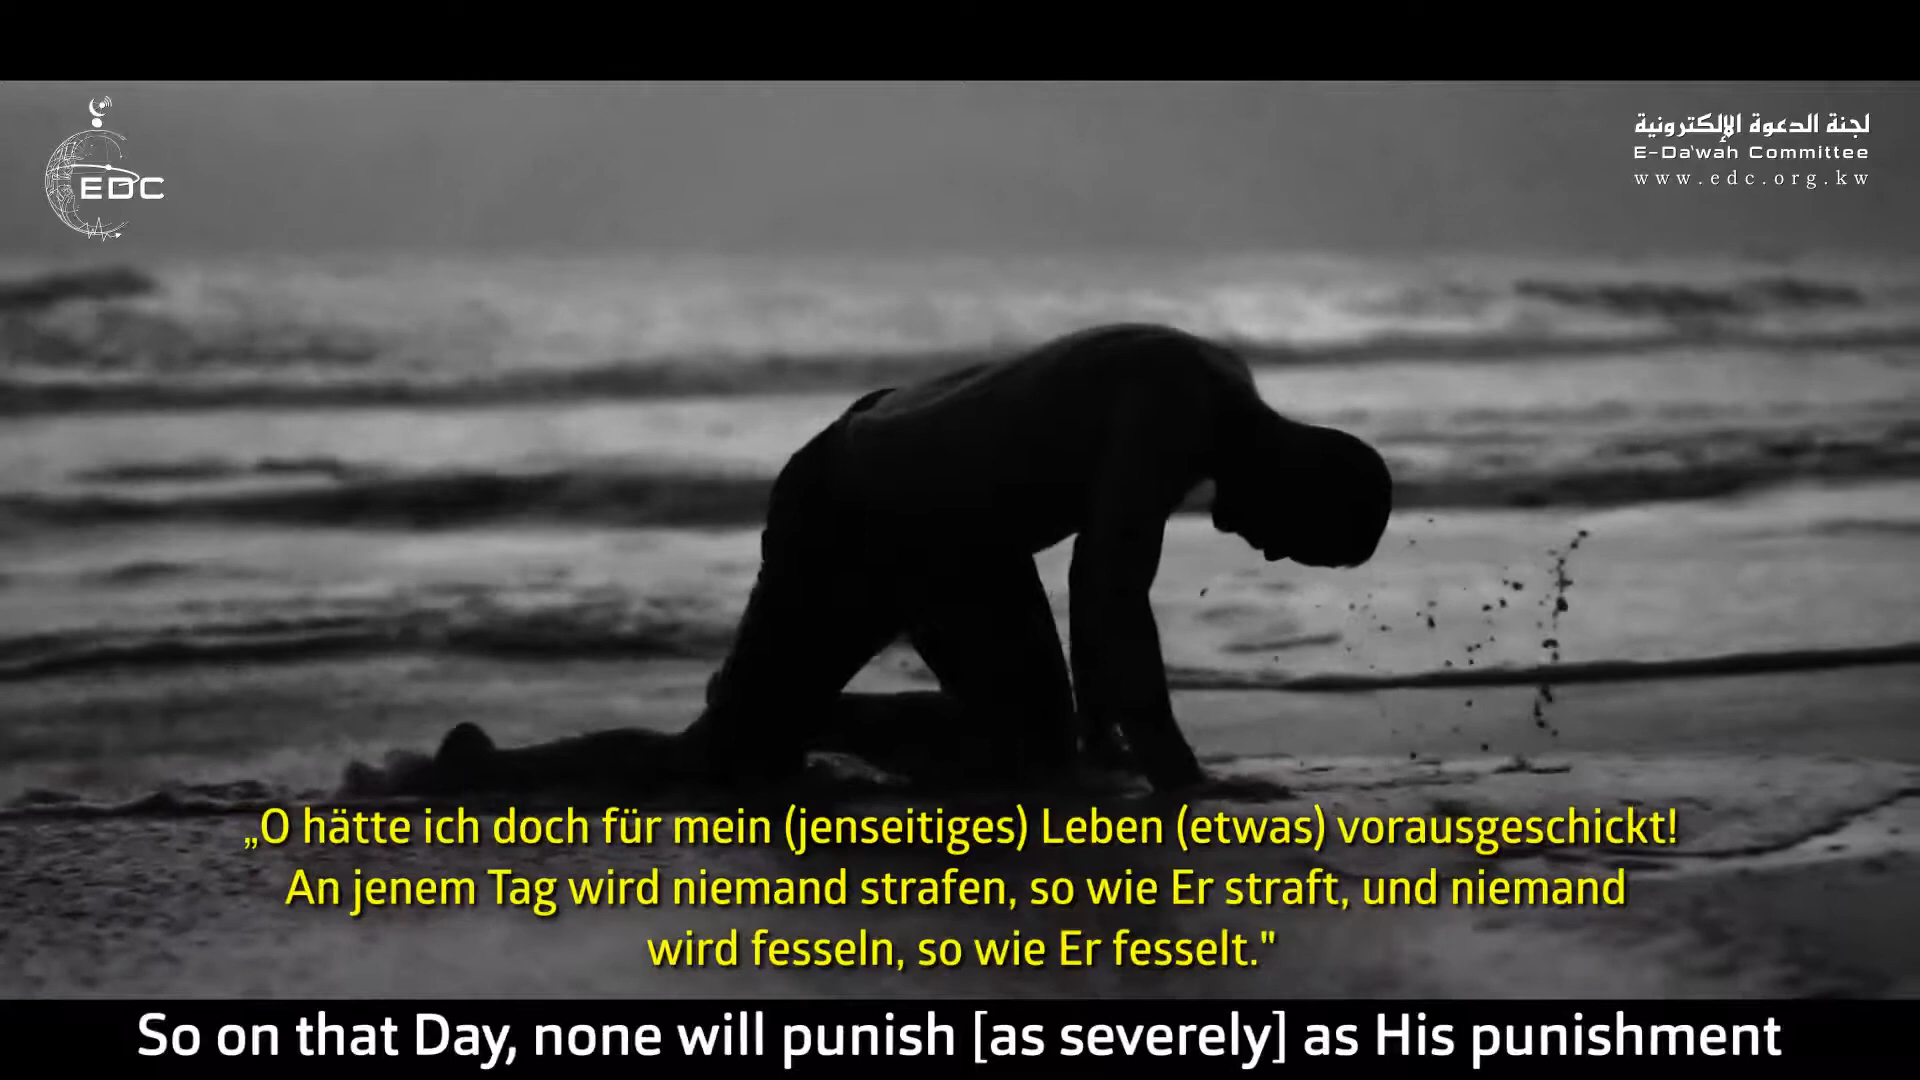 EDC
لجنة الدعوة الإلكترونية
E-Da'wah Committee
www.edc.org.kw
„O hätte ich doch für mein (jenseitiges) Leben (etwas) vorausgeschickt!
An jenem Tag wird niemand strafen, so wie Er straft, und niemand
wird fesseln, so wie Er fesselt."
So on that Day, none will punish [as severely] as His punishment